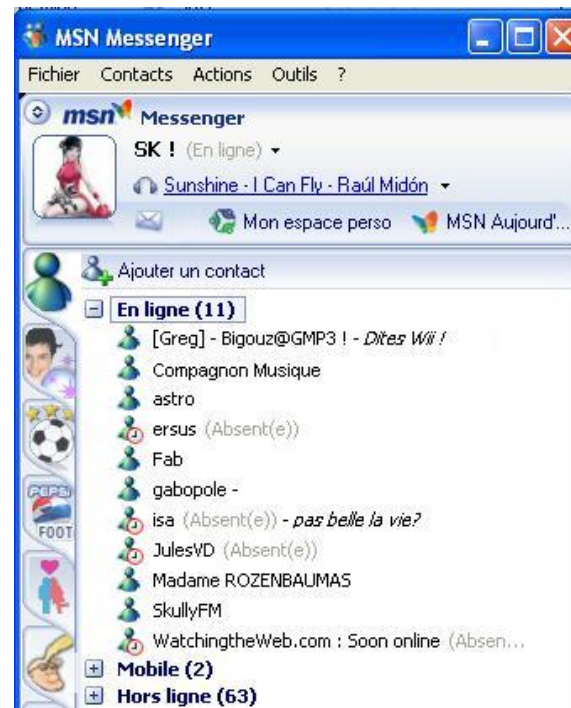 MSN Messenger
Fichier Contacts Actions Outils ?
msn Messenger
SK ! (En ligne)
Sunshine - I Can Fly - Raúl Midón
Mon espace perso MSN Aujourd'...
Ajouter un contact
En ligne (11)
[Greg] - Bigouz@GMP3 ! - Dites Wii !
Compagnon Musique
astro
ersus (Absent(e))
Fab
gabopole -
isa (Absent(e)) - pas belle la vie?
JulesVD (Absent(e))
Madame ROZENBAUMAS
SkullyFM
WatchingtheWeb.com : Soon online (Absen...
Mobile (2)
Hors ligne (63)
PEPSI
FOOT